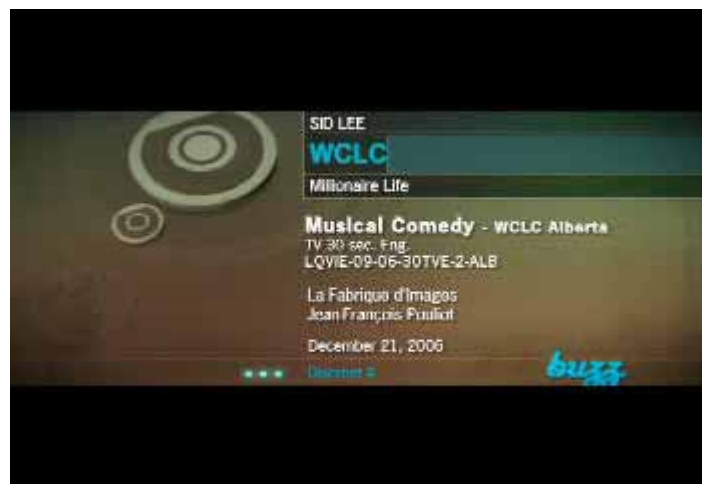 SID LEE
WCLC
Millionaire Life
Musical Comedy - WCLC Alberta
TV 30 sec. Eng.
LQVIE-09-06-30TVE-2-ALB
La Fabrique d'Images
Jean François Pouliot
December 21, 2006
buzz